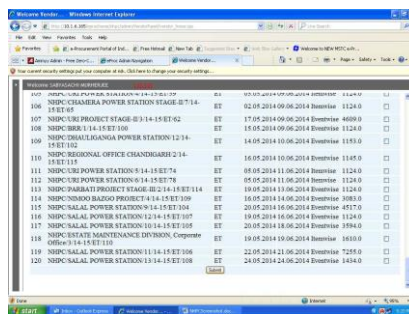 Welcome Vendor... Windows Internet Explorer
File Edit View Favorites Tools Help
Favorites
Your current security settings put your computer at risk. Click here to change your security settings...
Welcome SABYASACHI MUKHERJEE
106 NHPC/CHAMERA POWER STATION STAGE-II/7/14-15/ET/65 ET 02.05.2014 09.06.2014 Itemwise 1124.0
107 NHPC/URI PROJECT STAGE-II/3/14-15/ET/62 ET 17.05.2014 09.06.2014 Eventwise 4609.0
108 NHPC/BRR/1/14-15/ET/100 ET 15.05.2014 09.06.2014 Itemwise 1124.0
109 NHPC/DHAULIGANGA POWER STATION/12/14-15/ET/102 ET 14.05.2014 10.06.2014 Itemwise 1153.0
110 NHPC/REGIONAL OFFICE CHANDIGARH/2/14-15/ET/115 ET 16.05.2014 10.06.2014 Itemwise 1145.0
111 NHPC/URI POWER STATION/5/14-15/ET/74 ET 05.05.2014 11.06.2014 Itemwise 1124.0
112 NHPC/URI POWER STATION/6/14-15/ET/78 ET 05.05.2014 11.06.2014 Itemwise 1124.0
113 NHPC/PARBATI PROJECT STAGE-III/2/14-15/ET/114 ET 19.05.2014 11.06.2014 Itemwise 1124.0
114 NHPC/NIMOO BAZGO PROJECT/4/14-15/ET/109 ET 16.05.2014 14.06.2014 Eventwise 3083.0
115 NHPC/SALAL POWER STATION/9/14-15/ET/104 ET 20.05.2014 16.06.2014 Eventwise 4517.0
116 NHPC/SALAL POWER STATION/12/14-15/ET/107 ET 19.05.2014 16.06.2014 Itemwise 1124.0
117 NHPC/SALAL POWER STATION/10/14-15/ET/105 ET 20.05.2014 18.06.2014 Eventwise 3594.0
118 NHPC/ESTATE MAINTENANCE DIVISION, Corporate Office/3/14-15/ET/110 ET 19.05.2014 19.06.2014 Itemwise 1610.0
119 NHPC/SALAL POWER STATION/11/14-15/ET/106 ET 22.05.2014 21.06.2014 Eventwise 7255.0
120 NHPC/SALAL POWER STATION/13/14-15/ET/108 ET 24.05.2014 24.06.2014 Eventwise 1434.0
Submit
Done
Internet
start